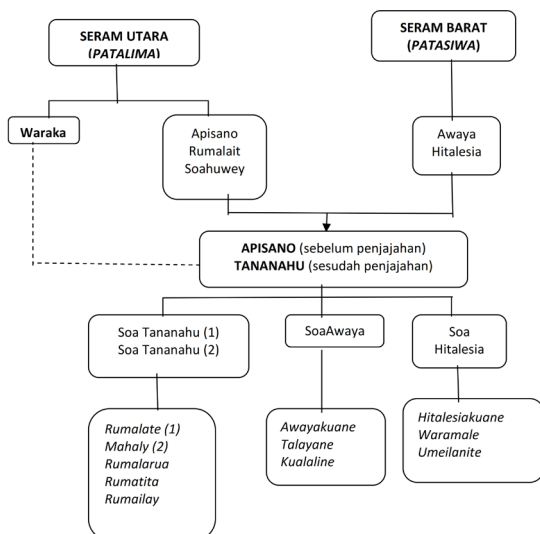 SERAM UTARA
(PATALIMA)
SERAM BARAT
(PATASIWA)
Waraka
Apisano
Rumalait
Soahuwey
Awaya
Hitalesia
APISANO (sebelum penjajahan)
TANANAHU (sesudah penjajahan)
Soa Tananahu (1)
Soa Tananahu (2)
SoaAwaya
Soa
Hitalesia
Rumalate (1)
Mahaly (2)
Rumalarua
Rumatita
Rumailay
Awayakuane
Talayane
Kualaline
Hitalesiakuane
Waramale
Umeilanite